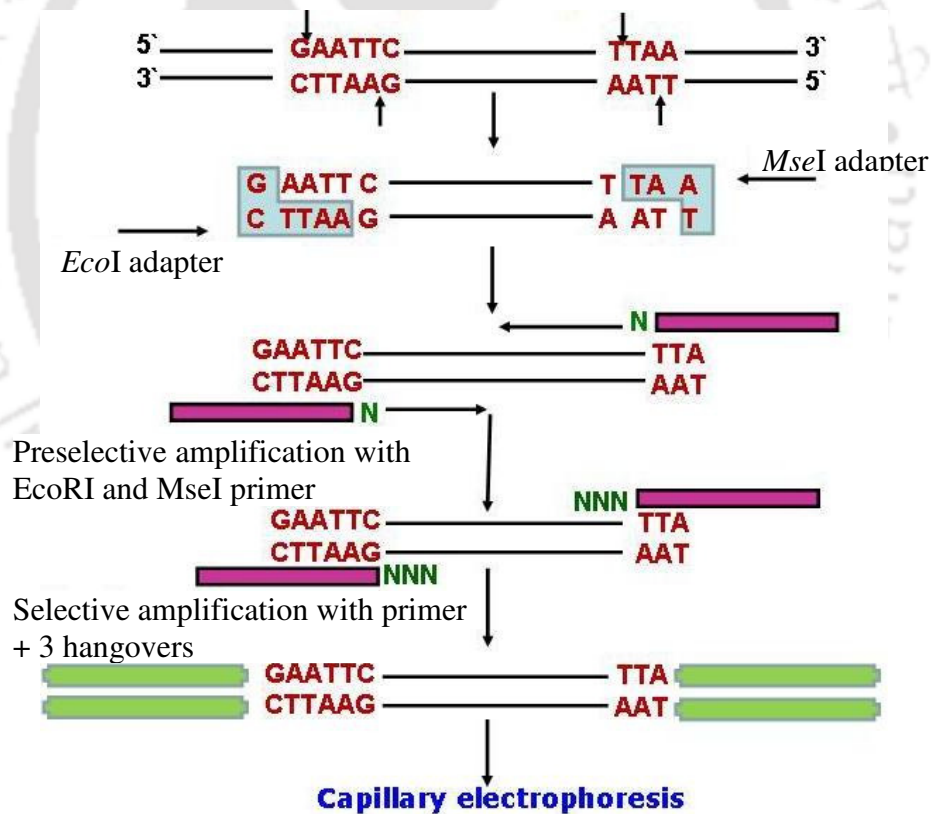 5` GAATTC TTAA 3`
3` CTTAAG AATT 5`
MseI adapter
G AATT C T TA A
C TTAA G A AT T
EcoI adapter
N
GAATTC TTA
CTTAAG AAT
N
Preselective amplification with
EcoRI and MseI primer
NNN
GAATTC TTA
CTTAAG AAT
NNN
Selective amplification with primer
+ 3 hangovers
GAATTC TTA
CTTAAG AAT
Capillary electrophoresis